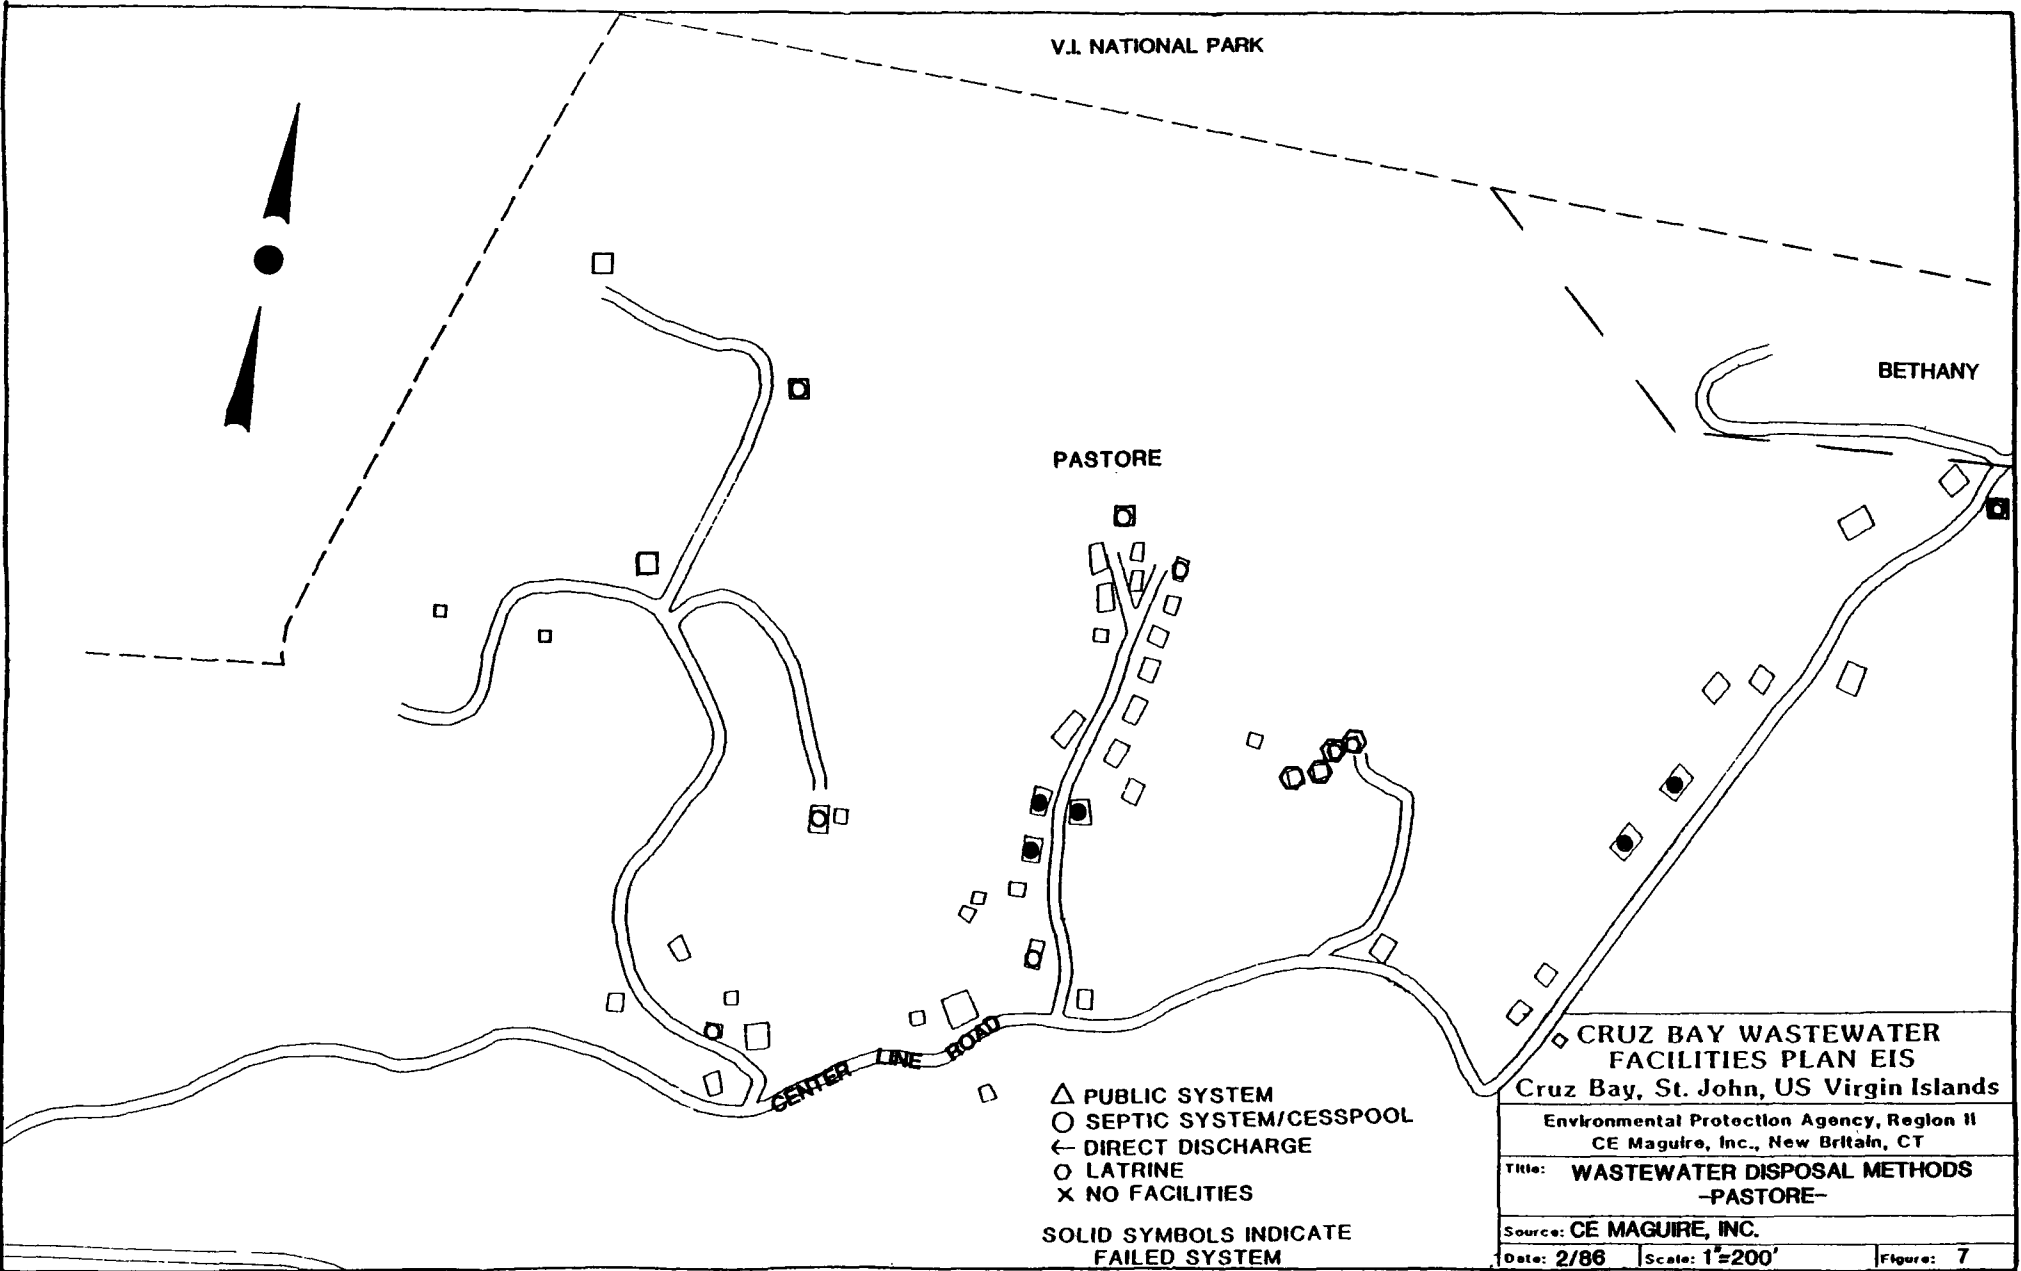 V.I. NATIONAL PARK
BETHANY
PASTORE
CENTER LINE ROAD
△ PUBLIC SYSTEM
○ SEPTIC SYSTEM/CESSPOOL
← DIRECT DISCHARGE
⬡ LATRINE
X NO FACILITIES
SOLID SYMBOLS INDICATE
FAILED SYSTEM
CRUZ BAY WASTEWATER
FACILITIES PLAN EIS
Cruz Bay, St. John, US Virgin Islands
Environmental Protection Agency, Region II
CE Maguire, Inc., New Britain, CT
Title: WASTEWATER DISPOSAL METHODS
-PASTORE-
Source: CE MAGUIRE, INC.
Date: 2/86 Scale: 1"=200' Figure: 7